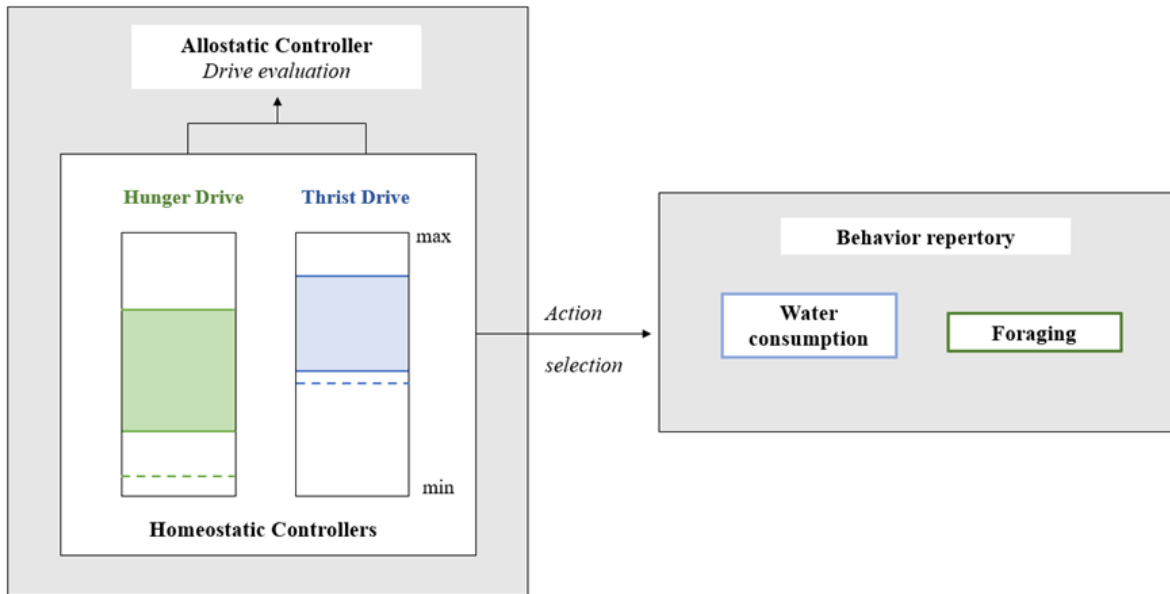 Allostatic Controller
Drive evaluation
Hunger Drive
Thrist Drive
max
min
Homeostatic Controllers
Action
selection
Behavior repertory
Water
consumption
Foraging